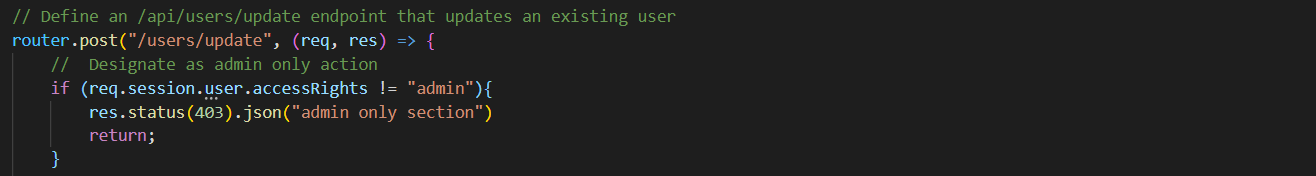 // Define an /api/users/update endpoint that updates an existing user
router.post("/users/update", (req, res) => {
    //  Designate as admin only action
    if (req.session.user.accessRights != "admin"){
        res.status(403).json("admin only section")
        return;
    }